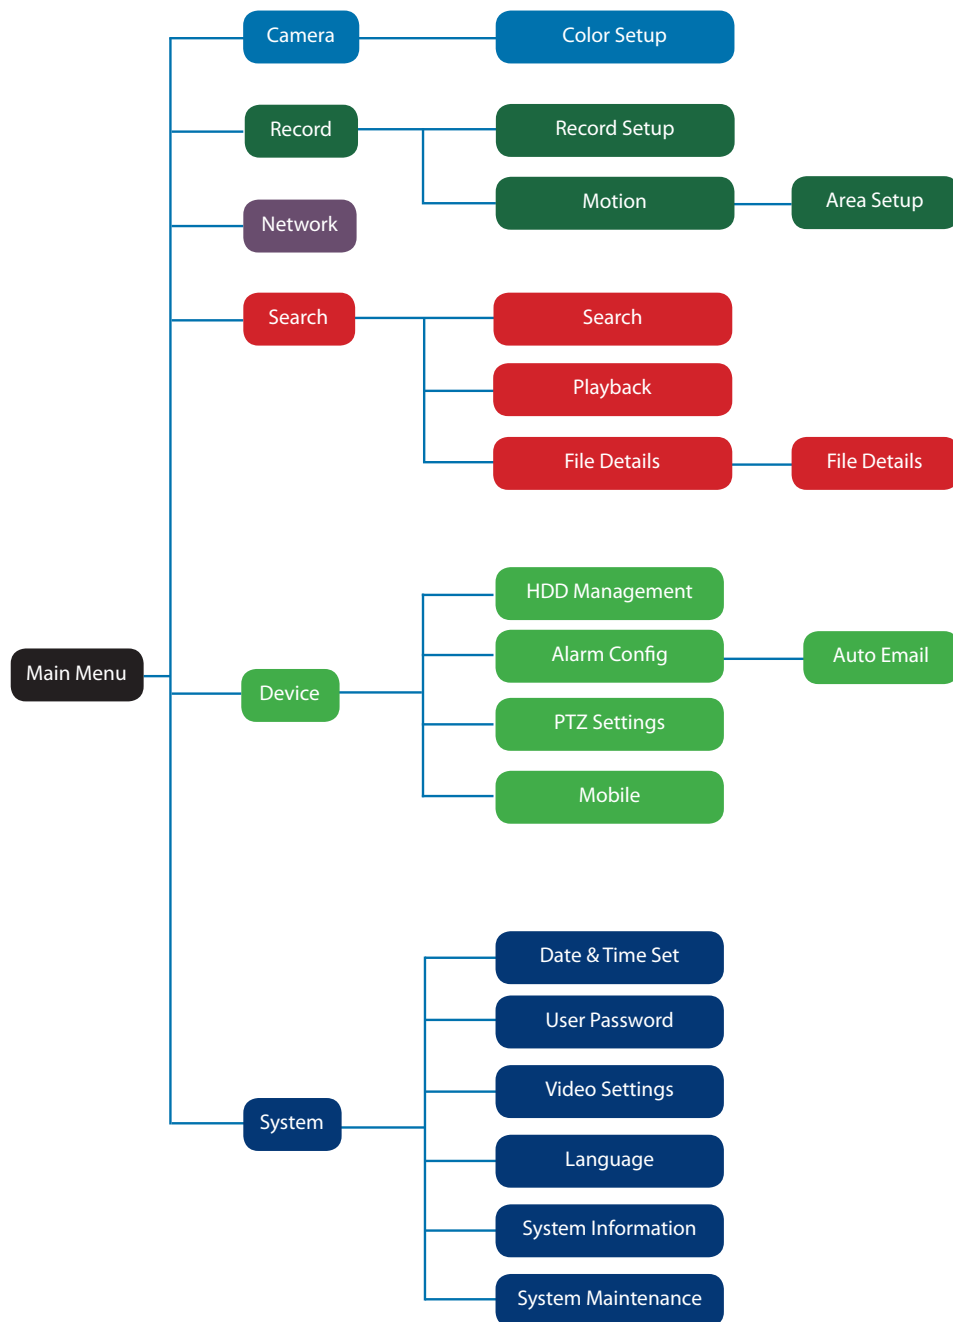 Camera
Color Setup
Record
Record Setup
Motion
Area Setup
Network
Search
Search
Playback
File Details
File Details
Main Menu
Device
HDD Management
Alarm Config
Auto Email
PTZ Settings
Mobile
System
Date & Time Set
User Password
Video Settings
Language
System Information
System Maintenance